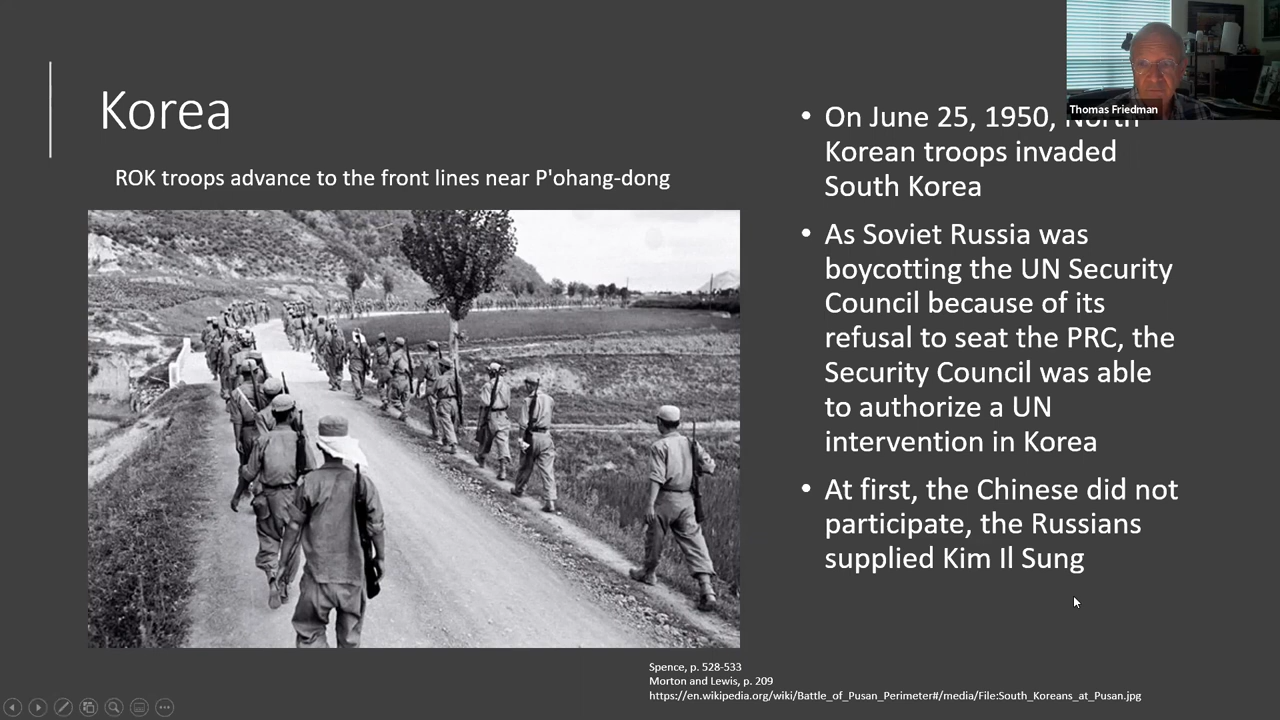 Korea
ROK troops advance to the front lines near P'ohang-dong
Thomas Friedman
On June 25, 1950, North
Korean troops invaded
South Korea
As Soviet Russia was
boycotting the UN Security
Council because of its
refusal to seat the PRC, the
Security Council was able
to authorize a UN
intervention in Korea
At first, the Chinese did not
participate, the Russians
supplied Kim Il Sung
Spence, p. 528-533
Morton and Lewis, p. 209
https://en.wikipedia.org/wiki/Battle_of_Pusan_Perimeter#/media/File:South_Koreans_at_Pusan.jpg